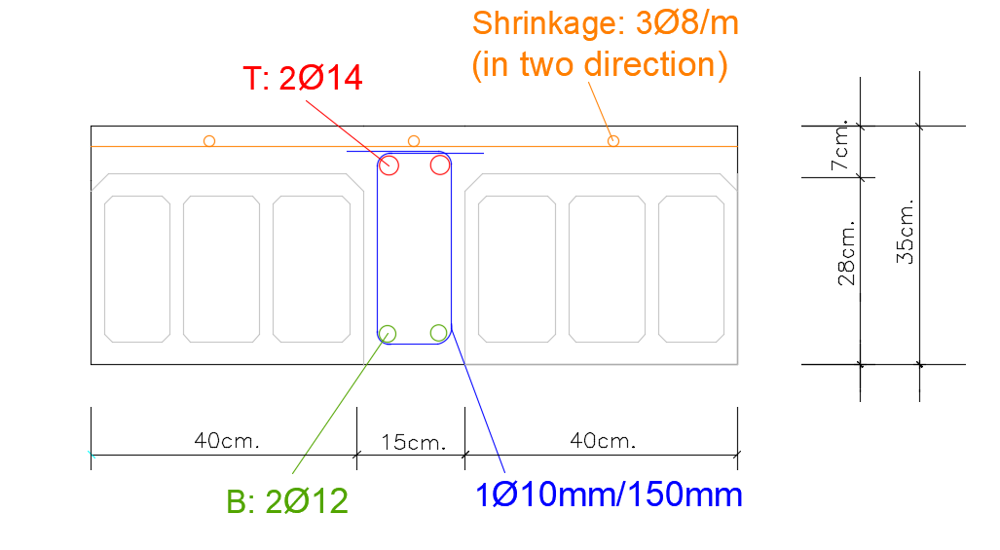 Shrinkage: 3Ø8/m
(in two direction)
T: 2Ø14
7cm.
28cm.
35cm.
40cm.
15cm.
40cm.
B: 2Ø12
1Ø10mm/150mm